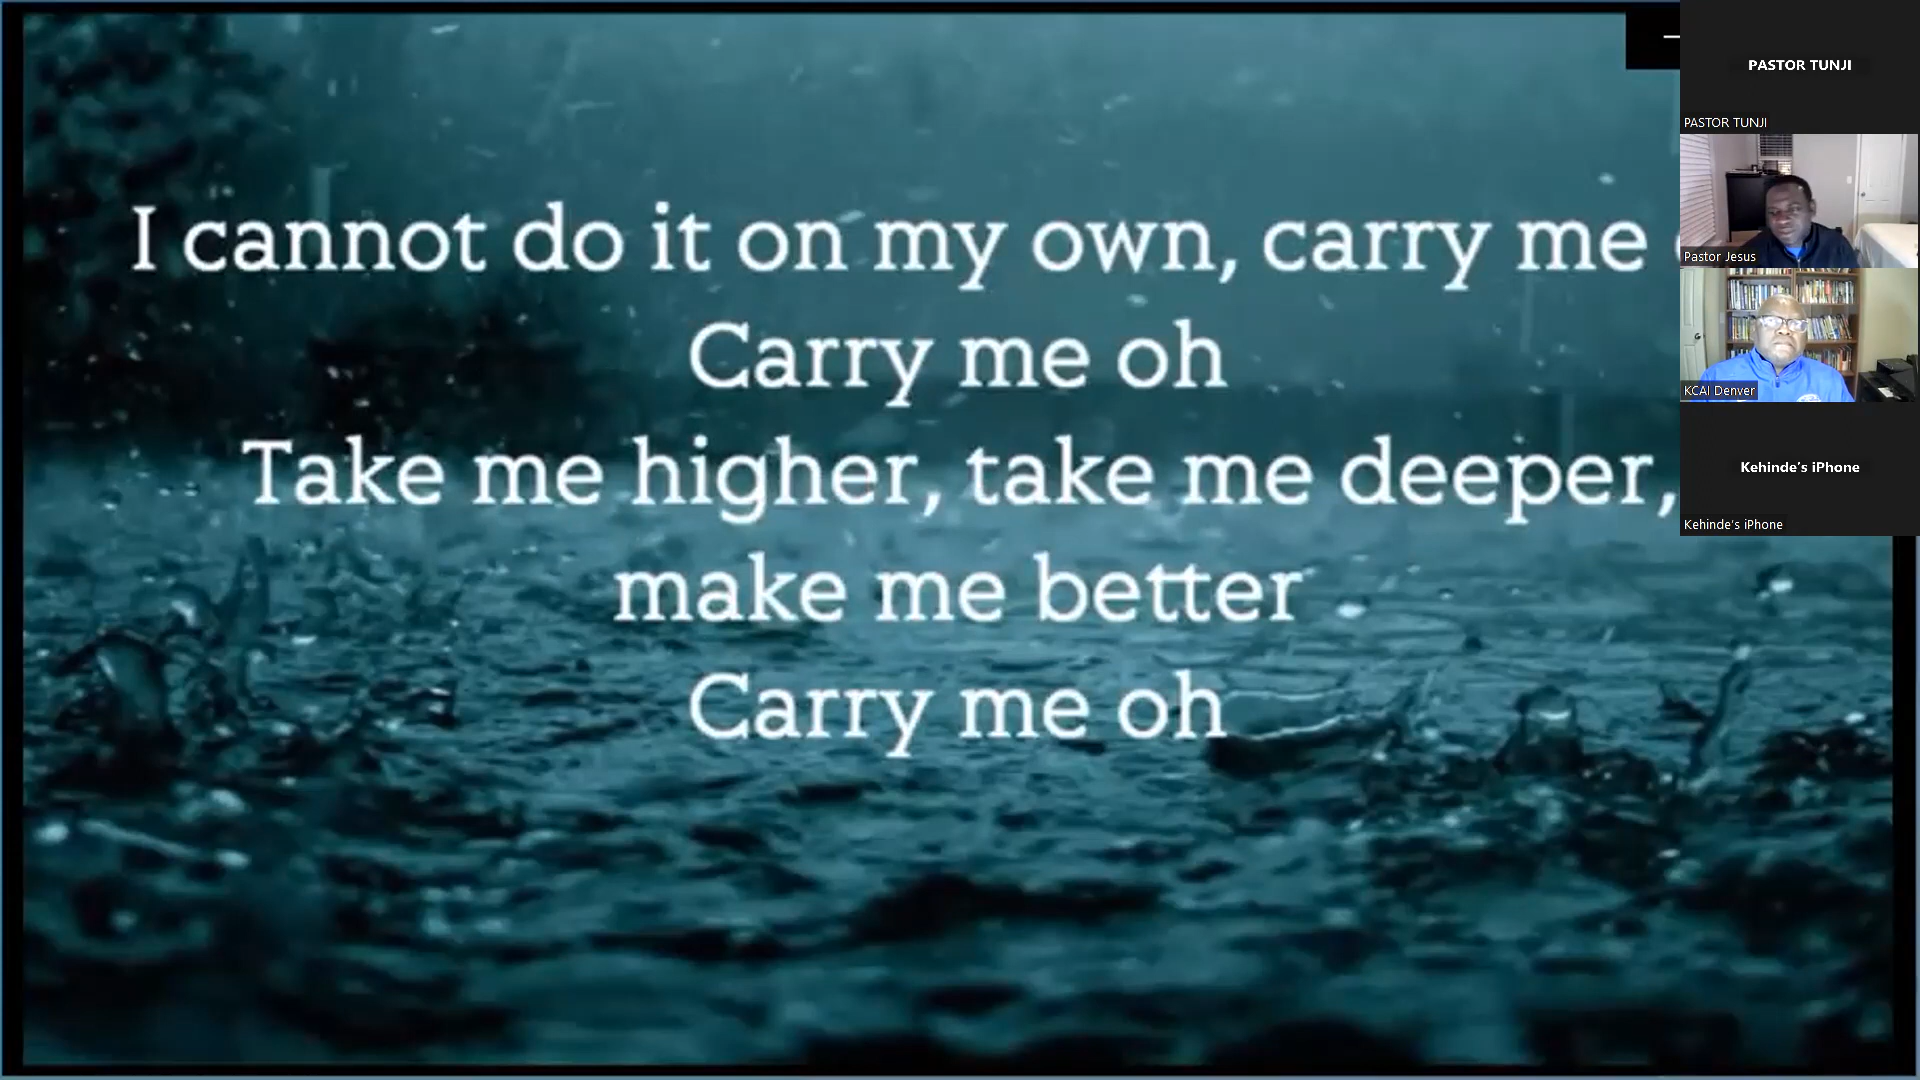 I cannot do it on my own, carry me
Carry me oh
Take me higher, take me deeper,
make me better
Carry me oh
PASTOR TUNJI
PASTOR TUNJI
Pastor Jesus
KCAI Denver
Kehinde's iPhone
Kehinde's iPhone